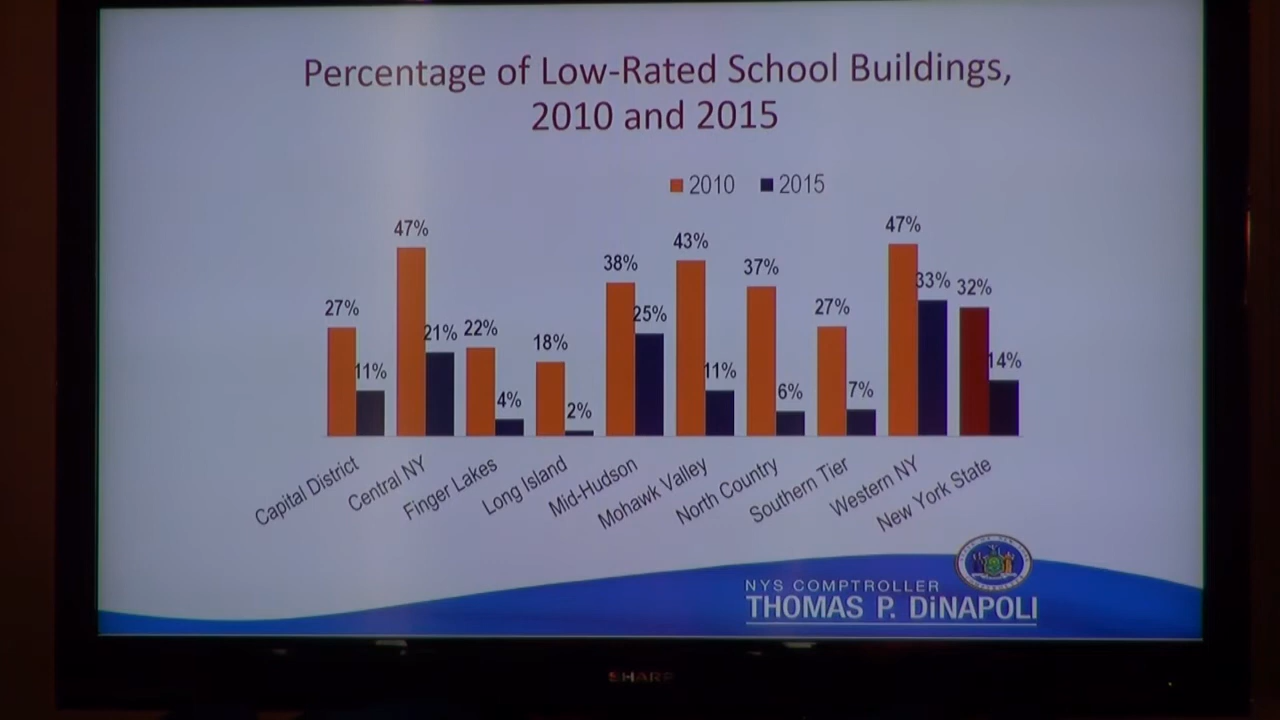 Percentage of Low-Rated School Buildings,
2010 and 2015
2010 2015
47% 47%
43%
38% 37%
27% 33% 32%
21% 22% 18% 25% 27%
11% 11% 14%
4% 2% 6% 7%
Capital District
Central NY
Finger Lakes
Long Island
Mid-Hudson
Mohawk Valley
North Country
Southern Tier
Western NY
New York State
NYS COMPTROLLER
THOMAS P. DiNAPOLI
SHARP